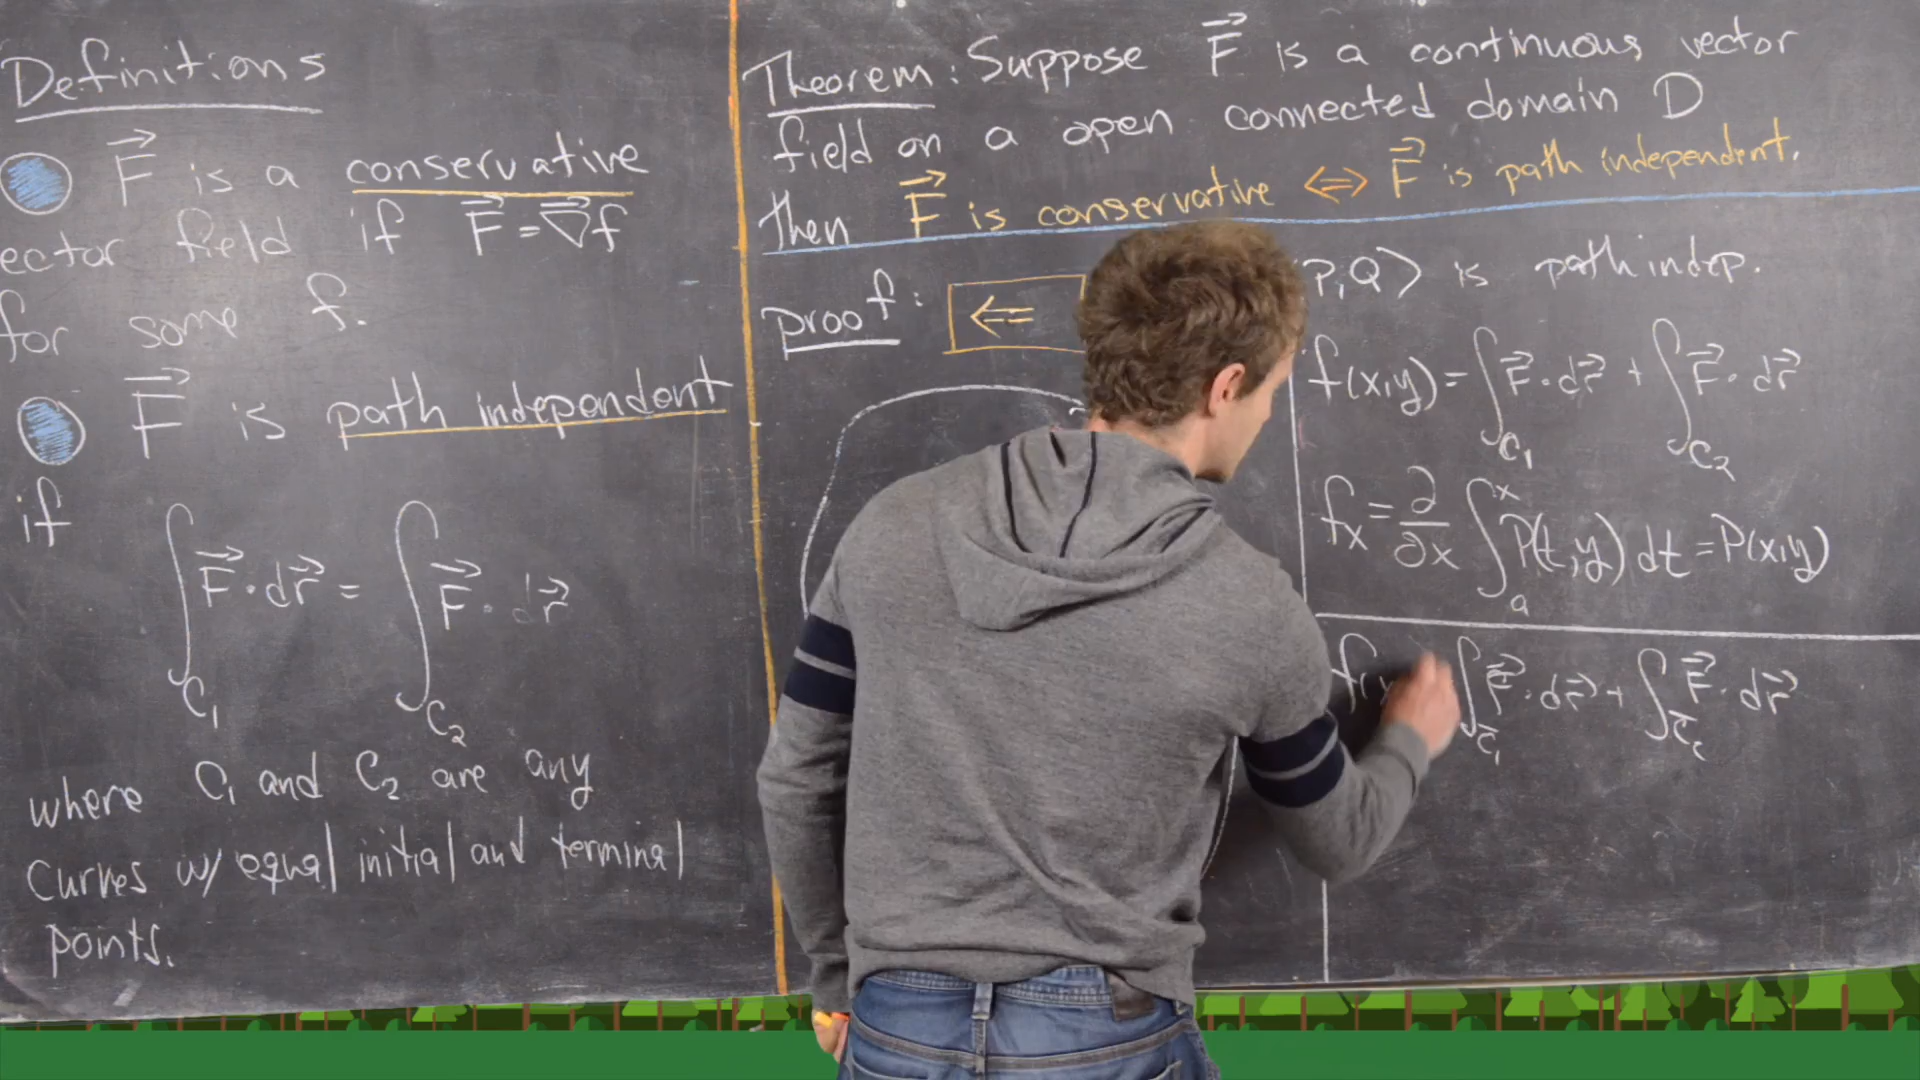 Definitions
F⃗ is a conservative
ector field if F⃗ = ∇⃗f
for some f.
F⃗ is path independent
if
∫_C₁ F⃗ · dr⃗ = ∫_C₂ F⃗ · dr⃗
where C₁ and C₂ are any
curves w/ equal initial and terminal
points.
Theorem: Suppose F⃗ is a continuous vector
field on a open connected domain D
then F⃗ is conservative ⟺ F⃗ is path independent.
proof: ⟸
P,Q⟩ is path indep.
f(x,y) = ∫_C₁ F⃗ · dr⃗ + ∫_C₂ F⃗ · dr⃗
f_x = ∂/∂x ∫_a^x P(t,y) dt = P(x,y)
f(x ∫_C̃₁ F⃗ · dr⃗ + ∫_C̃₂ F⃗ · dr⃗